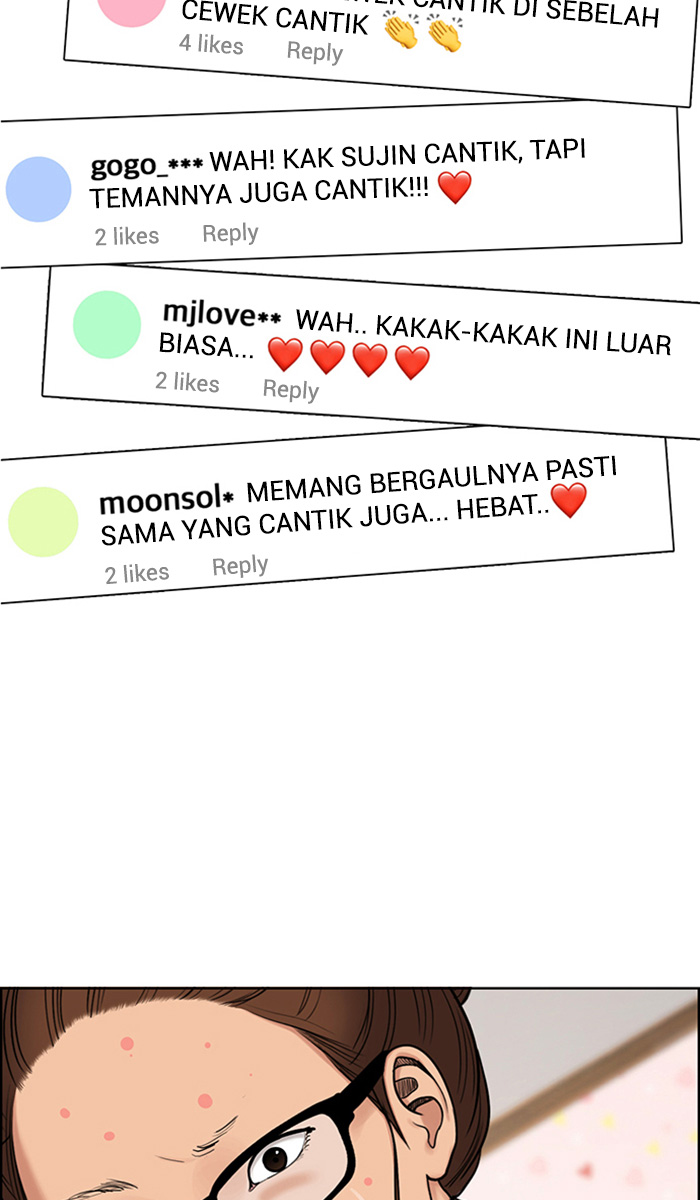 CANTIK DI SEBELAH
CEWEK CANTIK 👏👏
4 likes Reply
gogo_*** WAH! KAK SUJIN CANTIK, TAPI
TEMANNYA JUGA CANTIK!!! ❤️
2 likes Reply
mjlove** WAH.. KAKAK-KAKAK INI LUAR
BIASA... ❤️❤️❤️❤️
2 likes Reply
moonsol* MEMANG BERGAULNYA PASTI
SAMA YANG CANTIK JUGA... HEBAT..❤️
2 likes Reply